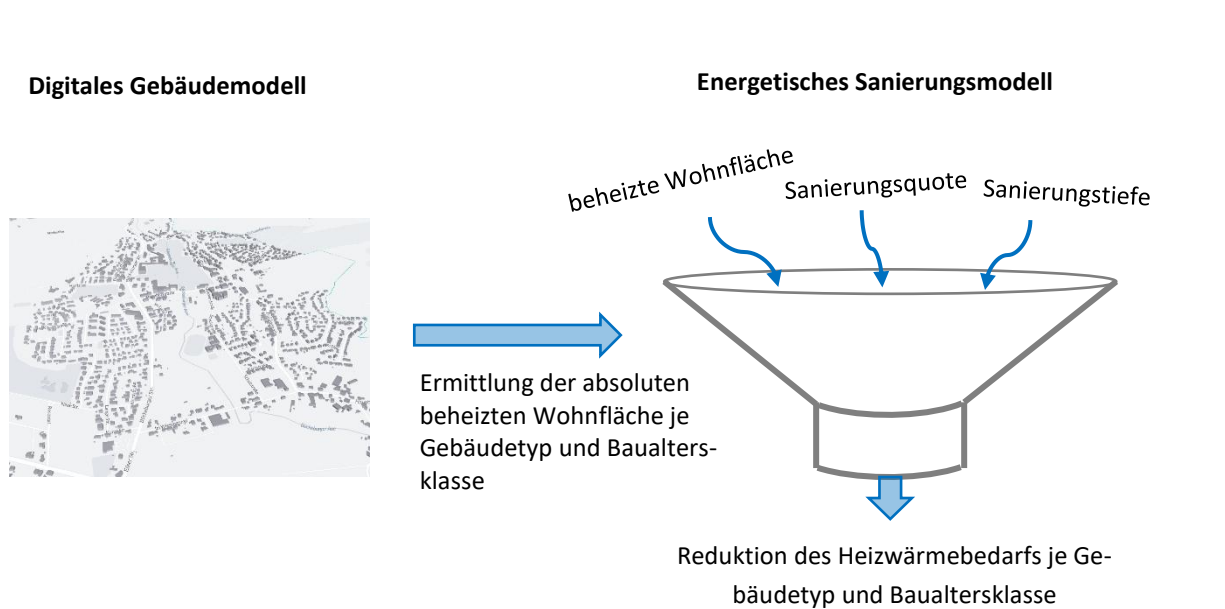 Digitales Gebäudemodell
Energetisches Sanierungsmodell
beheizte Wohnfläche
Sanierungsquote
Sanierungstiefe
Ermittlung der absoluten
beheizten Wohnfläche je
Gebäudetyp und Baualters-
klasse
Reduktion des Heizwärmebedarfs je Ge-
bäudetyp und Baualtersklasse